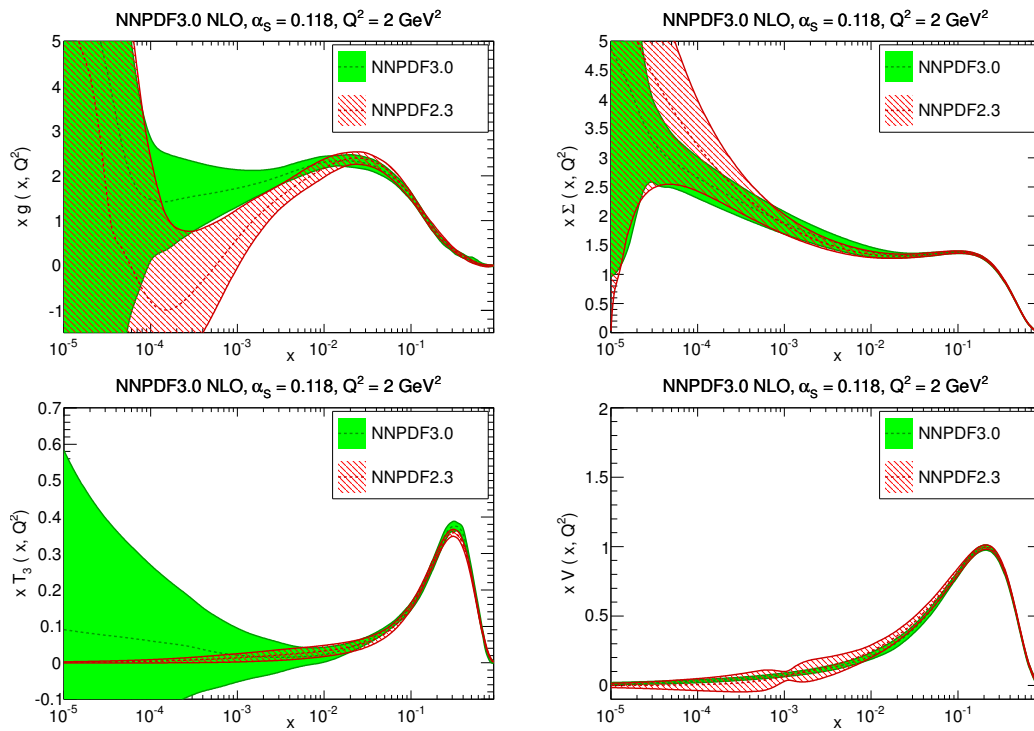 NNPDF3.0 NLO, α_S = 0.118, Q² = 2 GeV²
x g ( x, Q²)
5
4
3
2
1
0
-1
NNPDF3.0
NNPDF2.3
10⁻⁵ 10⁻⁴ 10⁻³ 10⁻² 10⁻¹
x
NNPDF3.0 NLO, α_S = 0.118, Q² = 2 GeV²
x Σ ( x, Q²)
5
4.5
4
3.5
3
2.5
2
1.5
1
0.5
0
NNPDF3.0
NNPDF2.3
10⁻⁵ 10⁻⁴ 10⁻³ 10⁻² 10⁻¹
x
NNPDF3.0 NLO, α_S = 0.118, Q² = 2 GeV²
x T₃ ( x, Q²)
0.7
0.6
0.5
0.4
0.3
0.2
0.1
0
-0.1
NNPDF3.0
NNPDF2.3
10⁻⁵ 10⁻⁴ 10⁻³ 10⁻² 10⁻¹
x
NNPDF3.0 NLO, α_S = 0.118, Q² = 2 GeV²
x V ( x, Q²)
2
1.5
1
0.5
0
NNPDF3.0
NNPDF2.3
10⁻⁵ 10⁻⁴ 10⁻³ 10⁻² 10⁻¹
x